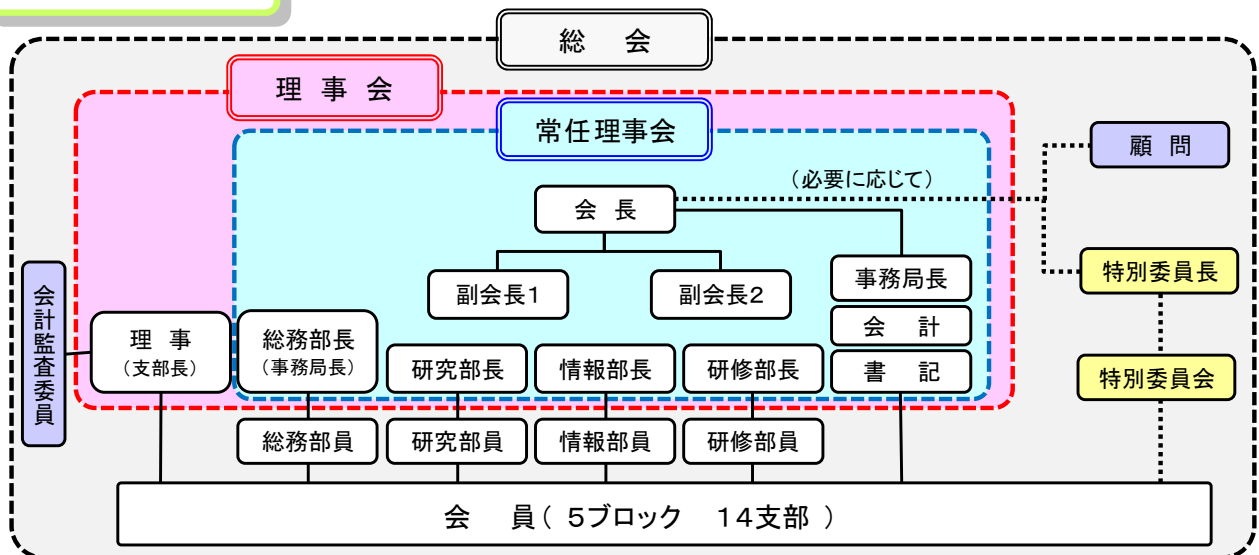 総 会
理 事 会
常任理事会
顧 問
（必要に応じて）
会 長
特別委員長
会計監査委員
副会長１
副会長２
事務局長
会 計
理 事
（支部長）
総務部長
（事務局長）
研究部長
情報部長
研修部長
書 記
特別委員会
総務部員
研究部員
情報部員
研修部員
会 員（ ５ブロック １４支部 ）